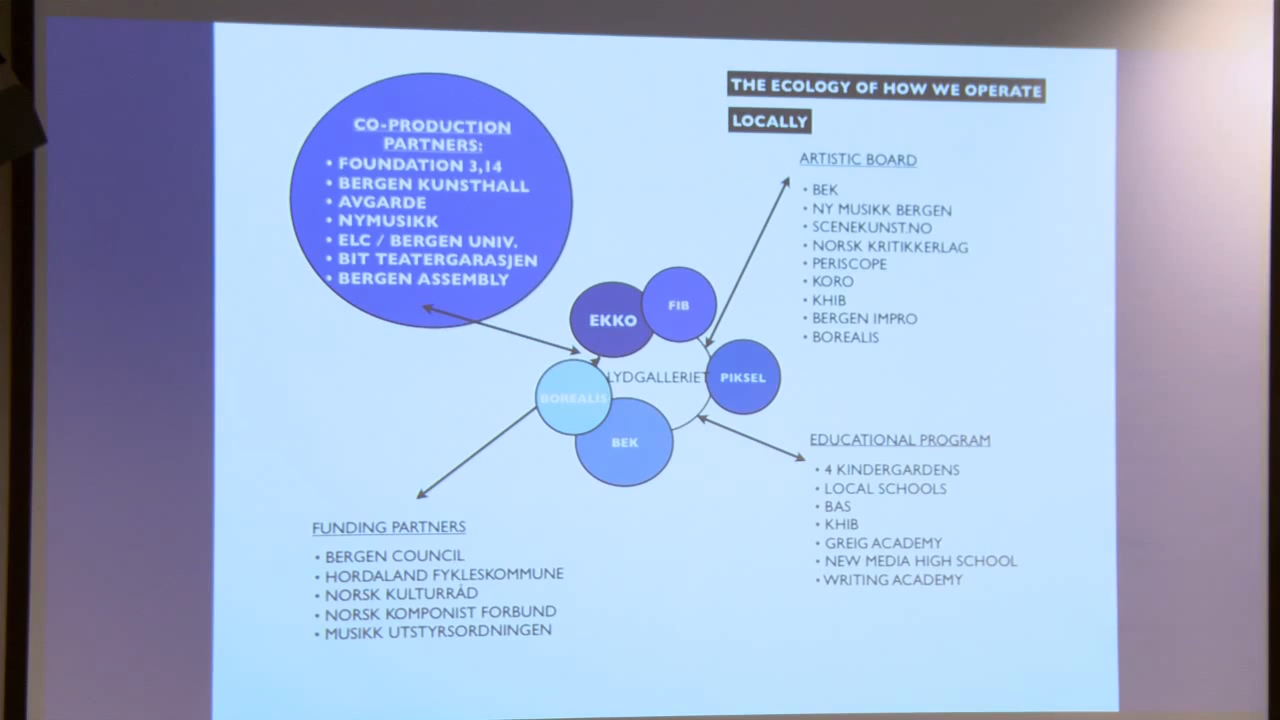 THE ECOLOGY OF HOW WE OPERATE
LOCALLY
CO-PRODUCTION
PARTNERS:
• FOUNDATION 3,14
• BERGEN KUNSTHALL
• AVGARDE
• NYMUSIKK
• ELC / BERGEN UNIV.
• BIT TEATERGARASJEN
• BERGEN ASSEMBLY
ARTISTIC BOARD
• BEK
• NY MUSIKK BERGEN
• SCENEKUNST.NO
• NORSK KRITIKKERLAG
• PERISCOPE
• KORO
• KHIB
• BERGEN IMPRO
• BOREALIS
EKKO
FIB
LYDGALLERIET
PIKSEL
BOREALIS
BEK
EDUCATIONAL PROGRAM
• 4 KINDERGARDENS
• LOCAL SCHOOLS
• BAS
• KHIB
• GREIG ACADEMY
• NEW MEDIA HIGH SCHOOL
• WRITING ACADEMY
FUNDING PARTNERS
• BERGEN COUNCIL
• HORDALAND FYKLESKOMMUNE
• NORSK KULTURRÅD
• NORSK KOMPONIST FORBUND
• MUSIKK UTSTYRSORDNINGEN